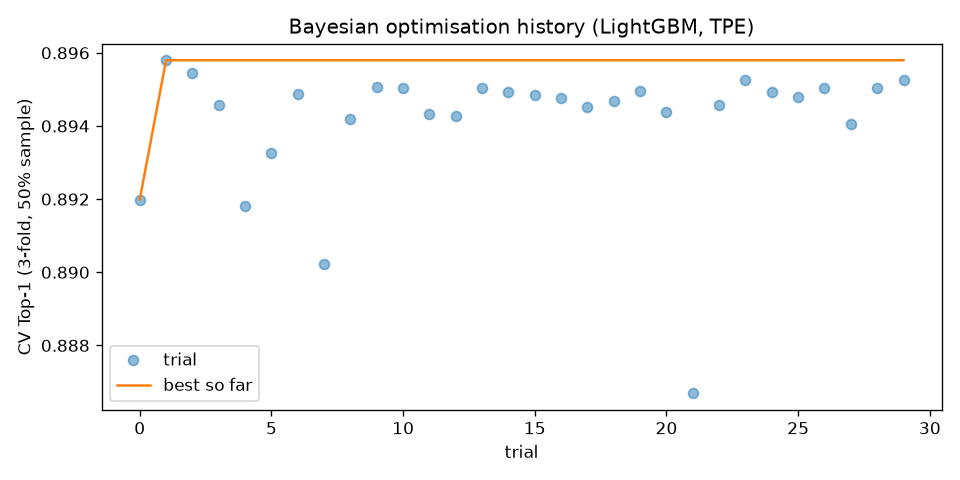 Bayesian optimisation history (LightGBM, TPE)
CV Top-1 (3-fold, 50% sample)
0.896
0.894
0.892
0.890
0.888
trial
best so far
0 5 10 15 20 25 30
trial